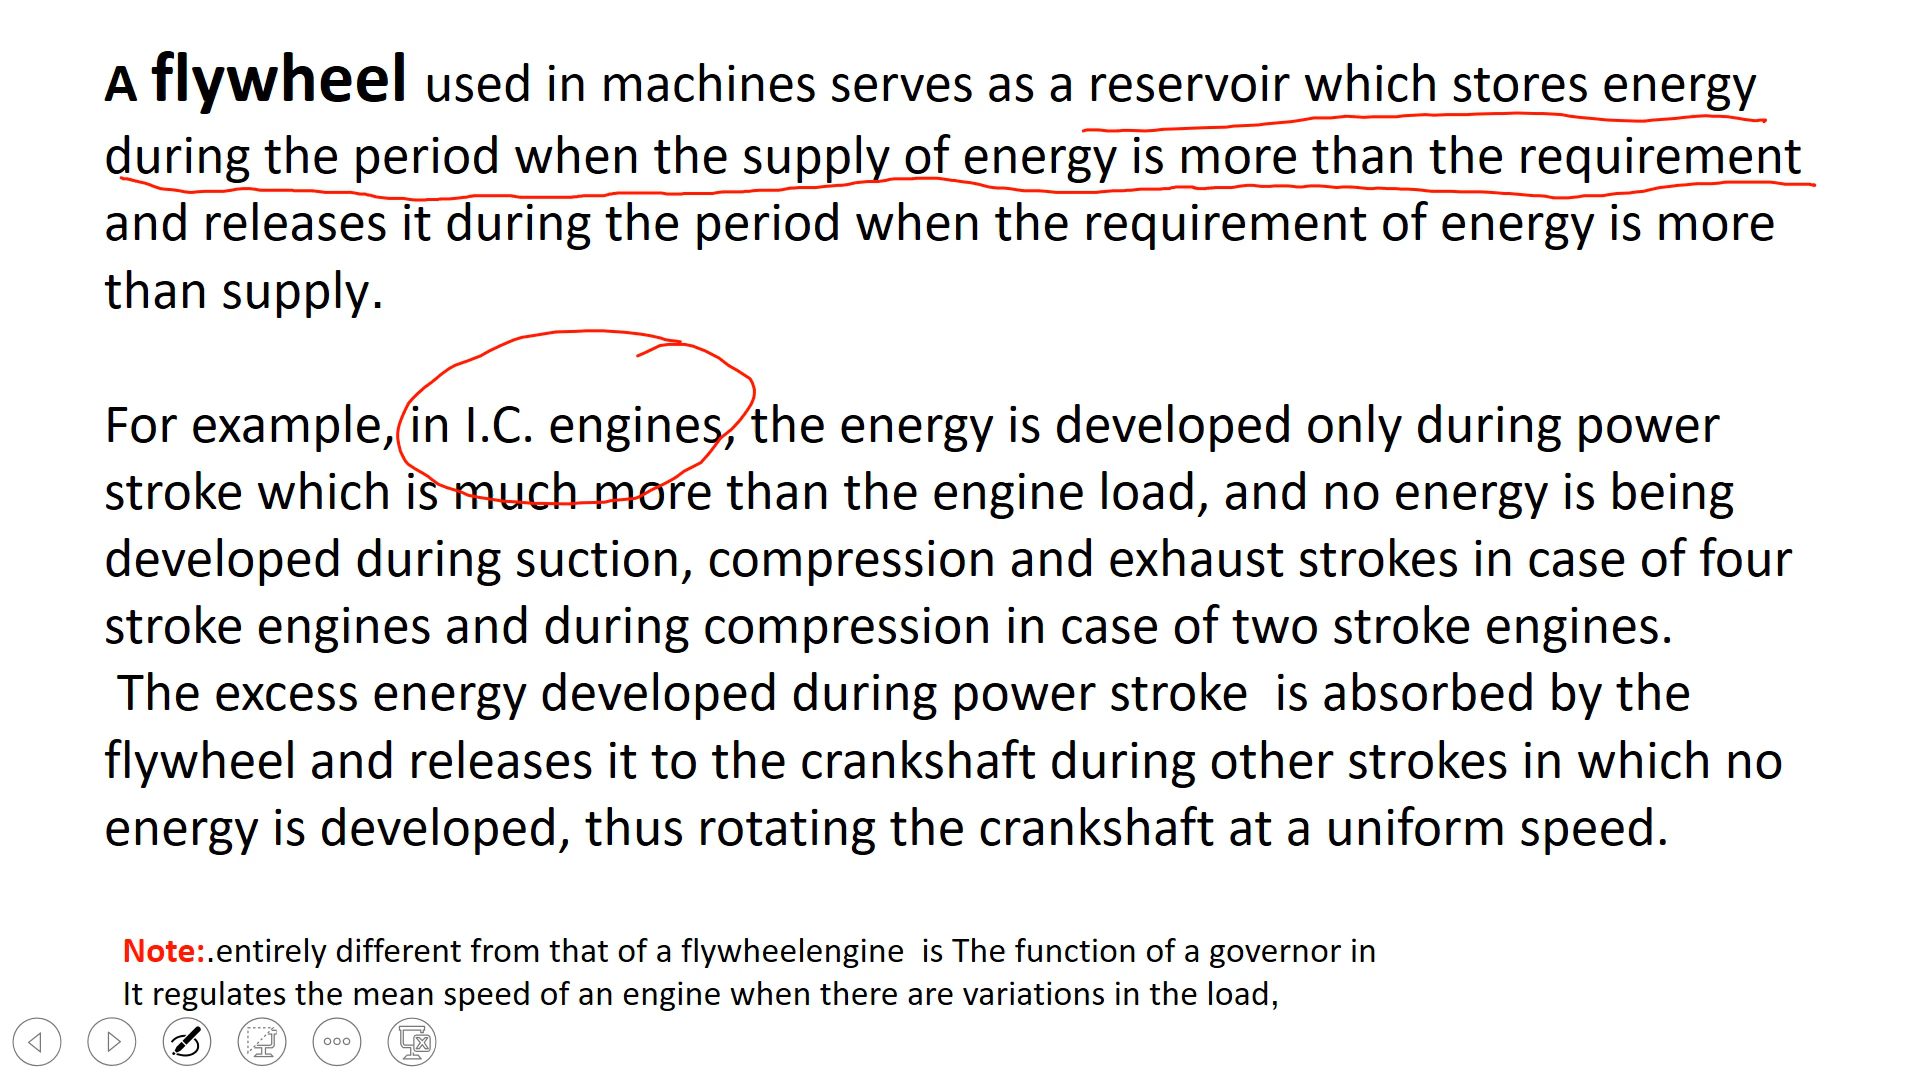 A flywheel used in machines serves as a reservoir which stores energy
during the period when the supply of energy is more than the requirement
and releases it during the period when the requirement of energy is more
than supply.
For example, in I.C. engines, the energy is developed only during power
stroke which is much more than the engine load, and no energy is being
developed during suction, compression and exhaust strokes in case of four
stroke engines and during compression in case of two stroke engines.
The excess energy developed during power stroke is absorbed by the
flywheel and releases it to the crankshaft during other strokes in which no
energy is developed, thus rotating the crankshaft at a uniform speed.
Note:.entirely different from that of a flywheelengine is The function of a governor in
It regulates the mean speed of an engine when there are variations in the load,